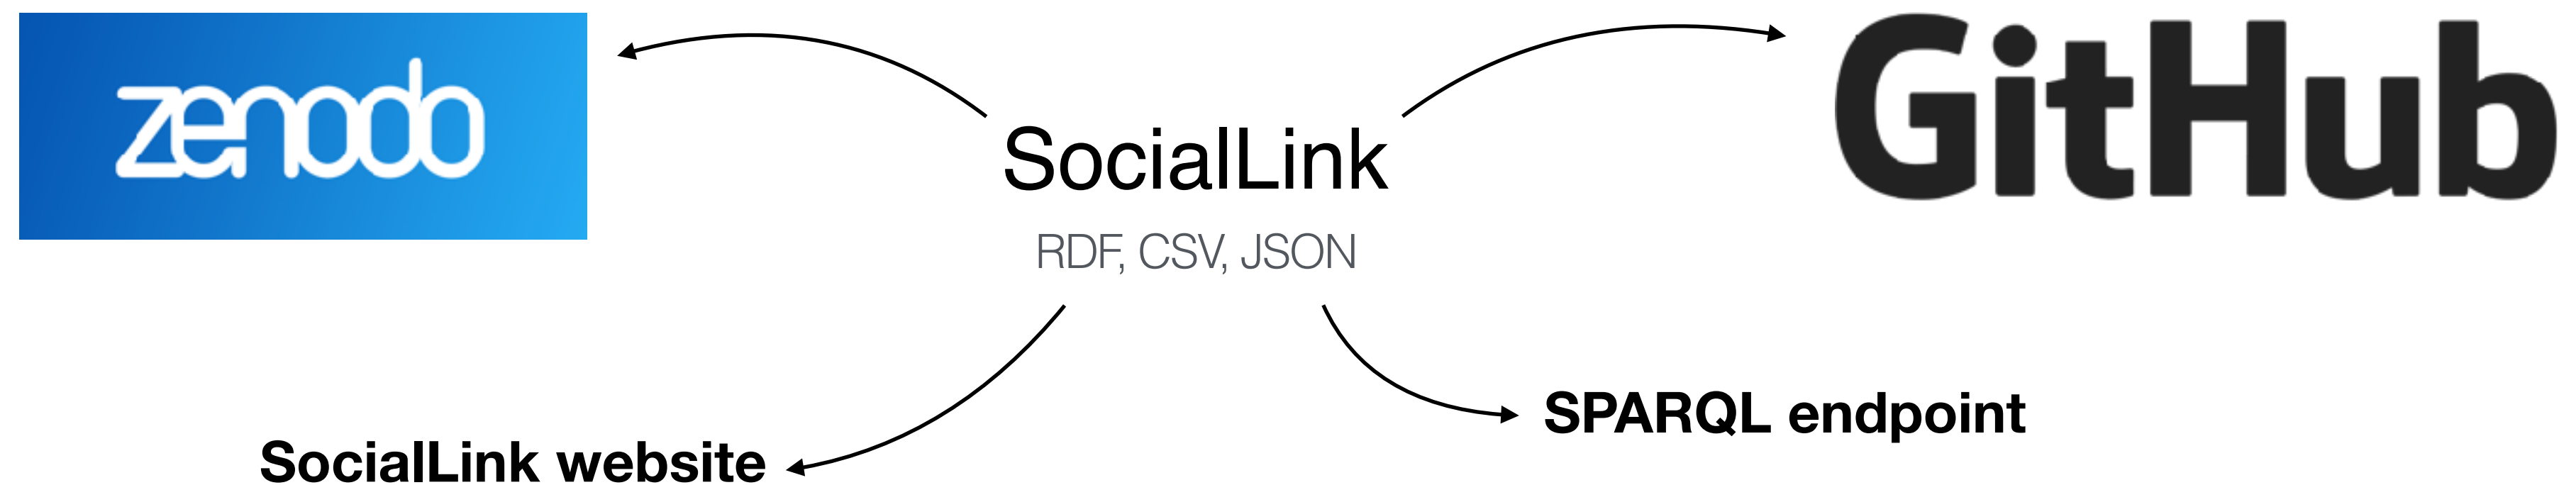 zenodo
GitHub
SocialLink
RDF, CSV, JSON
SPARQL endpoint
SocialLink website